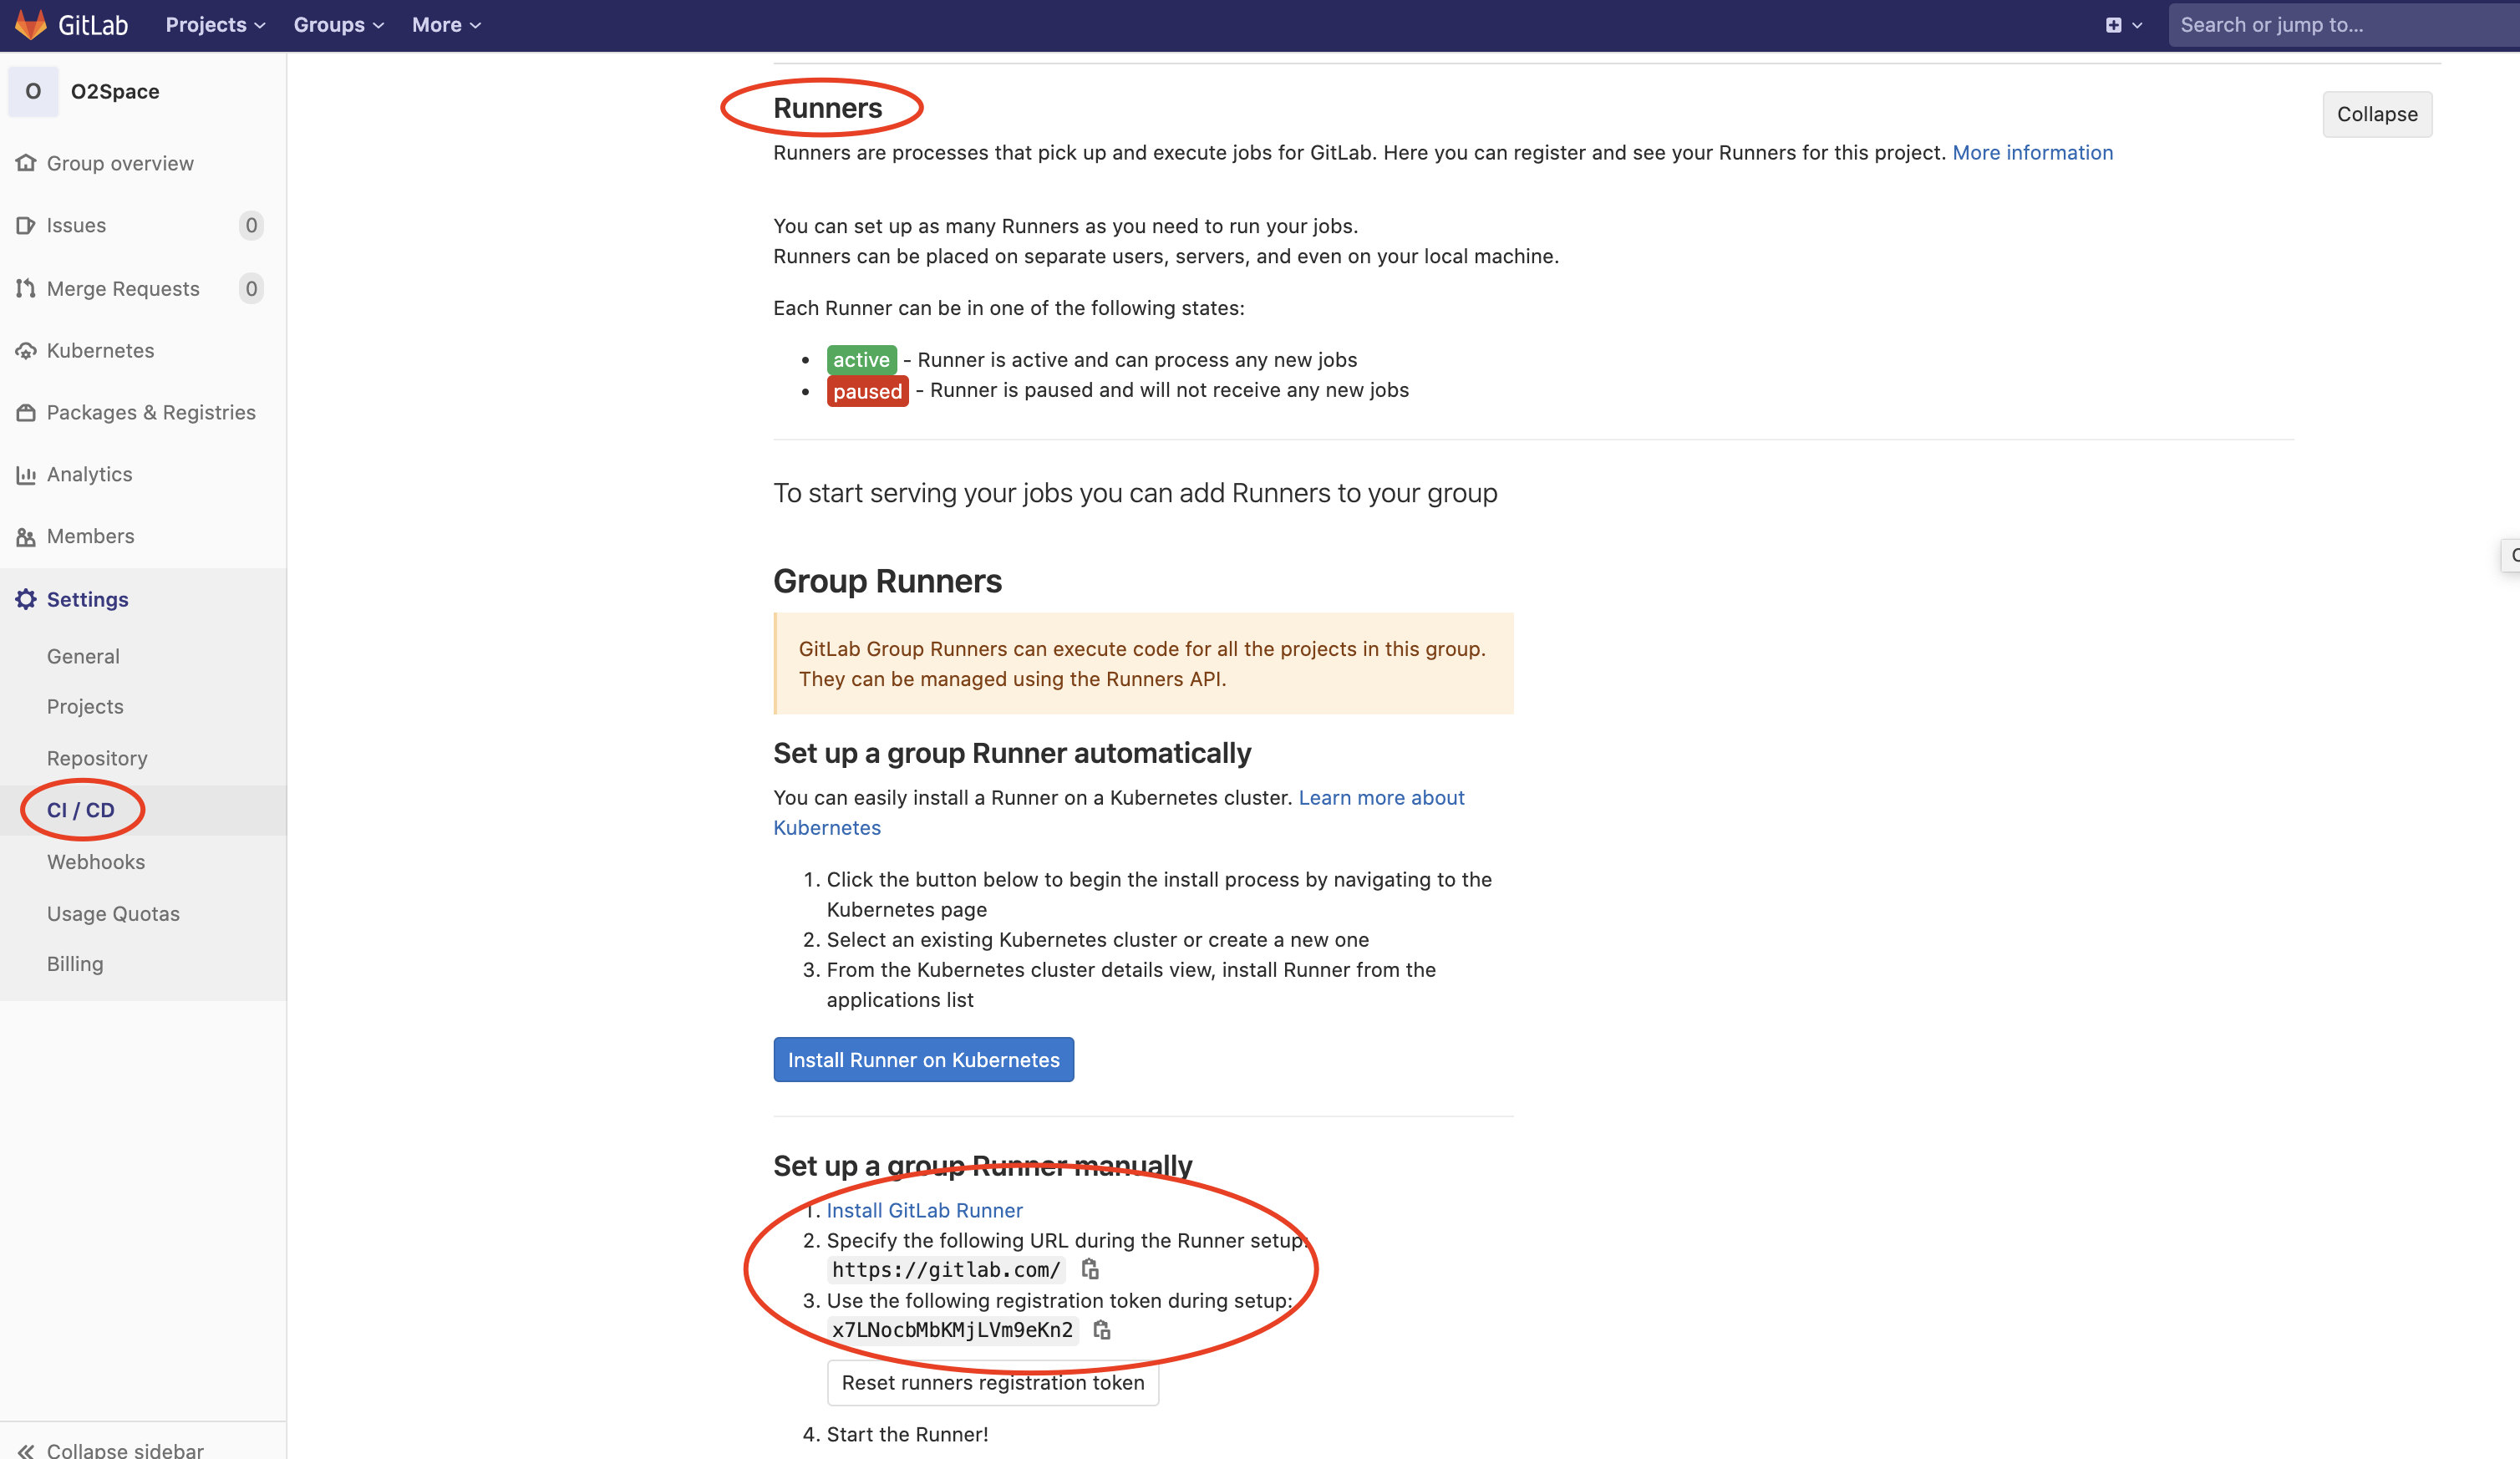 GitLab Projects Groups More Search or jump to...
O O2Space
Group overview
Issues 0
Merge Requests 0
Kubernetes
Packages & Registries
Analytics
Members
Settings
General
Projects
Repository
CI / CD
Webhooks
Usage Quotas
Billing
Collapse sidebar
Runners
Collapse
Runners are processes that pick up and execute jobs for GitLab. Here you can register and see your Runners for this project. More information
You can set up as many Runners as you need to run your jobs.
Runners can be placed on separate users, servers, and even on your local machine.
Each Runner can be in one of the following states:
• active - Runner is active and can process any new jobs
• paused - Runner is paused and will not receive any new jobs
To start serving your jobs you can add Runners to your group
Group Runners
GitLab Group Runners can execute code for all the projects in this group.
They can be managed using the Runners API.
Set up a group Runner automatically
You can easily install a Runner on a Kubernetes cluster. Learn more about
Kubernetes
1. Click the button below to begin the install process by navigating to the
Kubernetes page
2. Select an existing Kubernetes cluster or create a new one
3. From the Kubernetes cluster details view, install Runner from the
applications list
Install Runner on Kubernetes
Set up a group Runner manually
1. Install GitLab Runner
2. Specify the following URL during the Runner setup:
https://gitlab.com/
3. Use the following registration token during setup:
x7LNocbMbKMjLVm9eKn2
Reset runners registration token
4. Start the Runner!